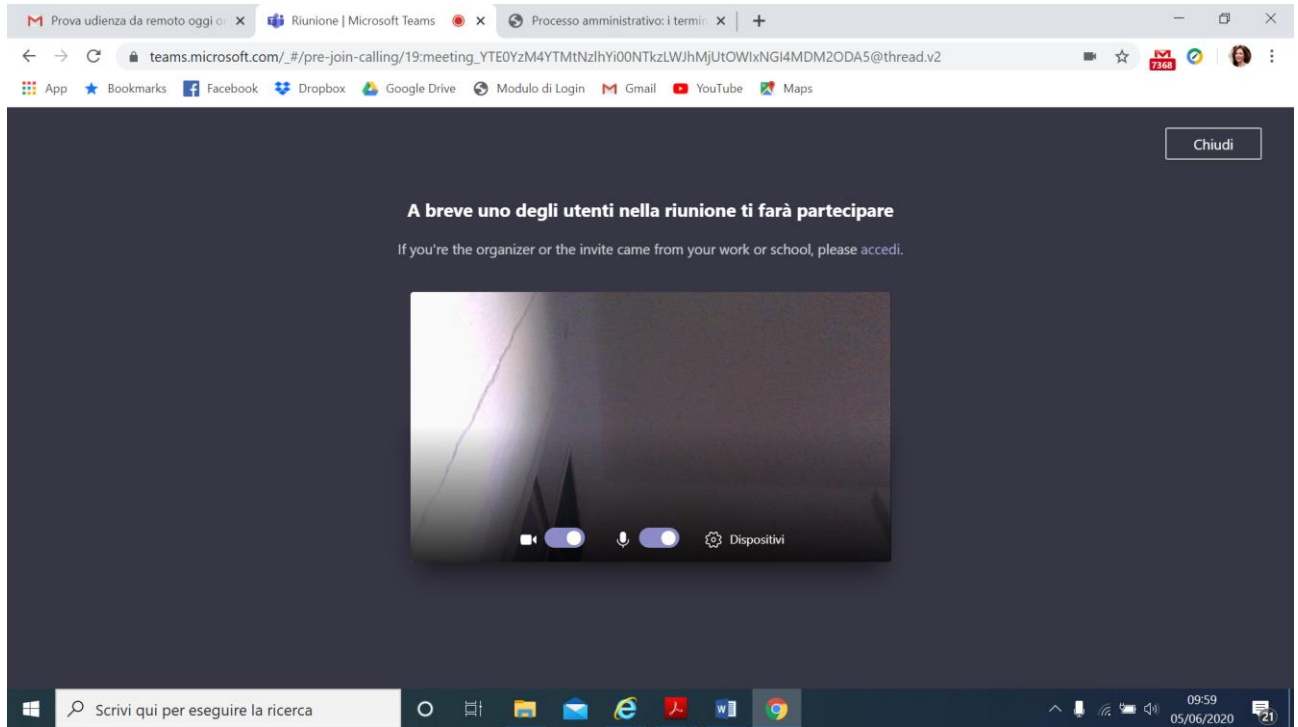 Prova udienza da remoto oggi o
Riunione | Microsoft Teams
Processo amministrativo: i termin
teams.microsoft.com/_#/pre-join-calling/19:meeting_YTE0YzM4YTMtNzlhYi00NTkzLWJhMjUtOWIxNGI4MDM2ODA5@thread.v2
7368
App
Bookmarks
Facebook
Dropbox
Google Drive
Modulo di Login
Gmail
YouTube
Maps
Chiudi
A breve uno degli utenti nella riunione ti farà partecipare
If you're the organizer or the invite came from your work or school, please accedi.
Dispositivi
Scrivi qui per eseguire la ricerca
09:59
05/06/2020
21